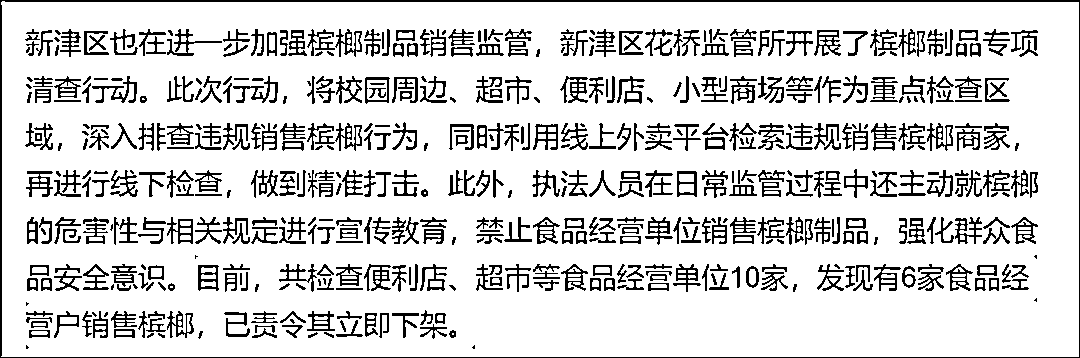 新津区也在进一步加强槟榔制品销售监管，新津区花桥监管所开展了槟榔制品专项
清查行动。此次行动，将校园周边、超市、便利店、小型商场等作为重点检查区
域，深入排查违规销售槟榔行为，同时利用线上外卖平台检索违规销售槟榔商家，
再进行线下检查，做到精准打击。此外，执法人员在日常监管过程中还主动就槟榔
的危害性与相关规定进行宣传教育，禁止食品经营单位销售槟榔制品，强化群众食
品安全意识。目前，共检查便利店、超市等食品经营单位10家，发现有6家食品经
营户销售槟榔，已责令其立即下架。